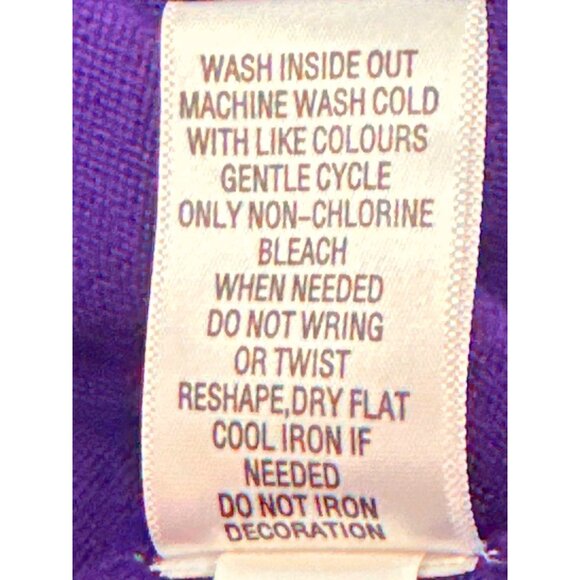 WASH INSIDE OUT
MACHINE WASH COLD
WITH LIKE COLOURS
GENTLE CYCLE
ONLY NON-CHLORINE
BLEACH
WHEN NEEDED
DO NOT WRING
OR TWIST
RESHAPE,DRY FLAT
COOL IRON IF
NEEDED
DO NOT IRON
DECORATION